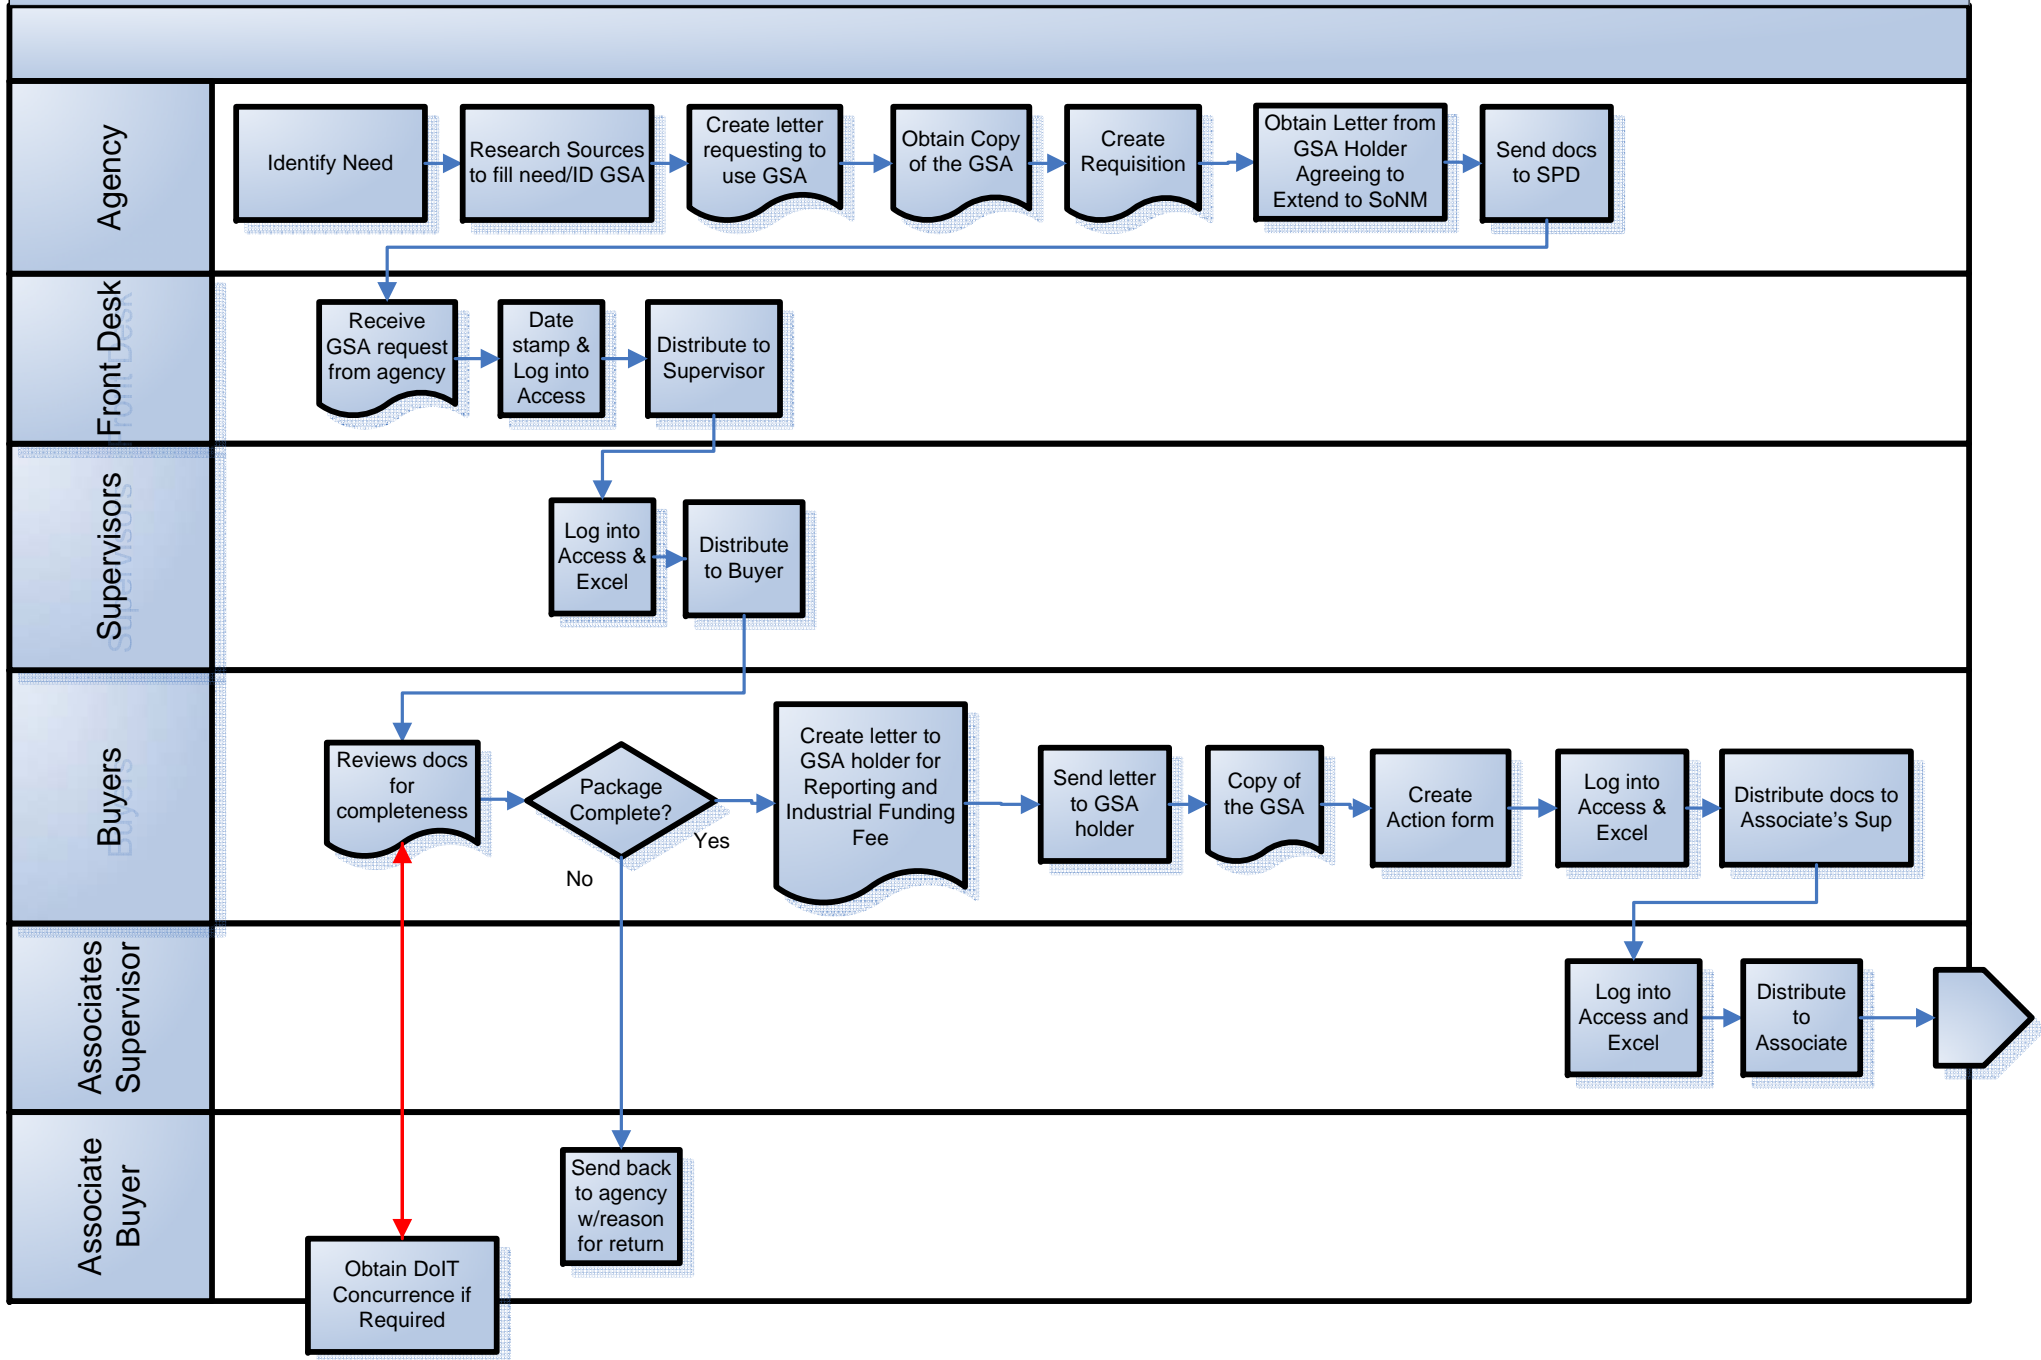 Agency
Identify Need
Research Sources
to fill need/ID GSA
Create letter
requesting to
use GSA
Obtain Copy
of the GSA
Create
Requisition
Obtain Letter from
GSA Holder
Agreeing to
Extend to SoNM
Send docs
to SPD
Front Desk
Receive
GSA request
from agency
Date
stamp &
Log into
Access
Distribute to
Supervisor
Supervisors
Log into
Access &
Excel
Distribute
to Buyer
Buyers
Reviews docs
for
completeness
Package
Complete?
Yes
No
Create letter to
GSA holder for
Reporting and
Industrial Funding
Fee
Send letter
to GSA
holder
Copy of
the GSA
Create
Action form
Log into
Access &
Excel
Distribute docs to
Associate's Sup
Associates
Supervisor
Log into
Access and
Excel
Distribute
to
Associate
Associate
Buyer
Send back
to agency
w/reason
for return
Obtain DoIT
Concurrence if
Required